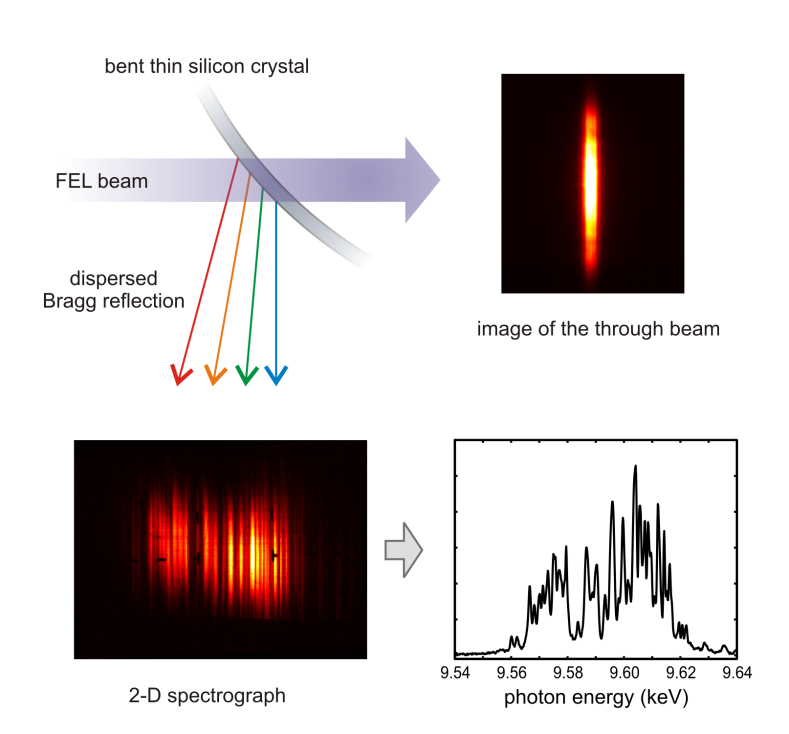 bent thin silicon crystal
FEL beam
dispersed
Bragg reflection
image of the through beam
2-D spectrograph
9.54 9.56 9.58 9.60 9.62 9.64
photon energy (keV)